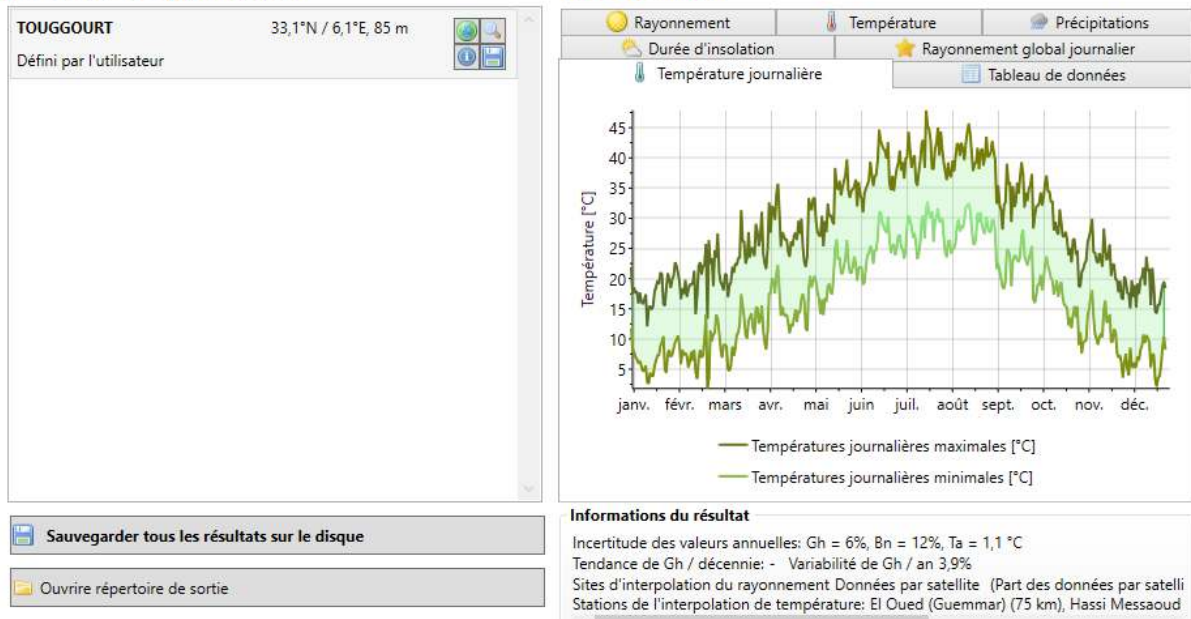 TOUGGOURT 33,1°N / 6,1°E, 85 m
Défini par l'utilisateur
Sauvegarder tous les résultats sur le disque
Ouvrire répertoire de sortie
Rayonnement Température Précipitations
Durée d'insolation Rayonnement global journalier
Température journalière Tableau de données
Température [°C]
45
40
35
30
25
20
15
10
5
janv. févr. mars avr. mai juin juil. août sept. oct. nov. déc.
Températures journalières maximales [°C]
Températures journalières minimales [°C]
Informations du résultat
Incertitude des valeurs annuelles: Gh = 6%, Bn = 12%, Ta = 1,1 °C
Tendance de Gh / décennie: - Variabilité de Gh / an 3,9%
Sites d'interpolation du rayonnement Données par satellite (Part des données par satelli
Stations de l'interpolation de température: El Oued (Guemmar) (75 km), Hassi Messaoud